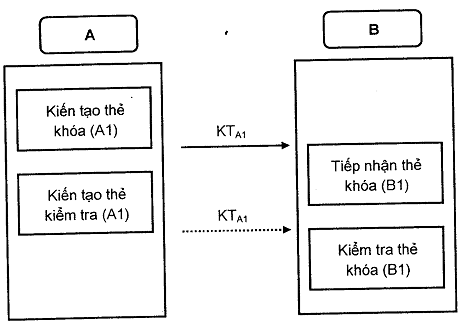 A
B
Kiến tạo thẻ
khóa (A1)
KTA1
Tiếp nhận thẻ
khóa (B1)
Kiến tạo thẻ
kiểm tra (A1)
KTA1
Kiểm tra thẻ
khóa (B1)